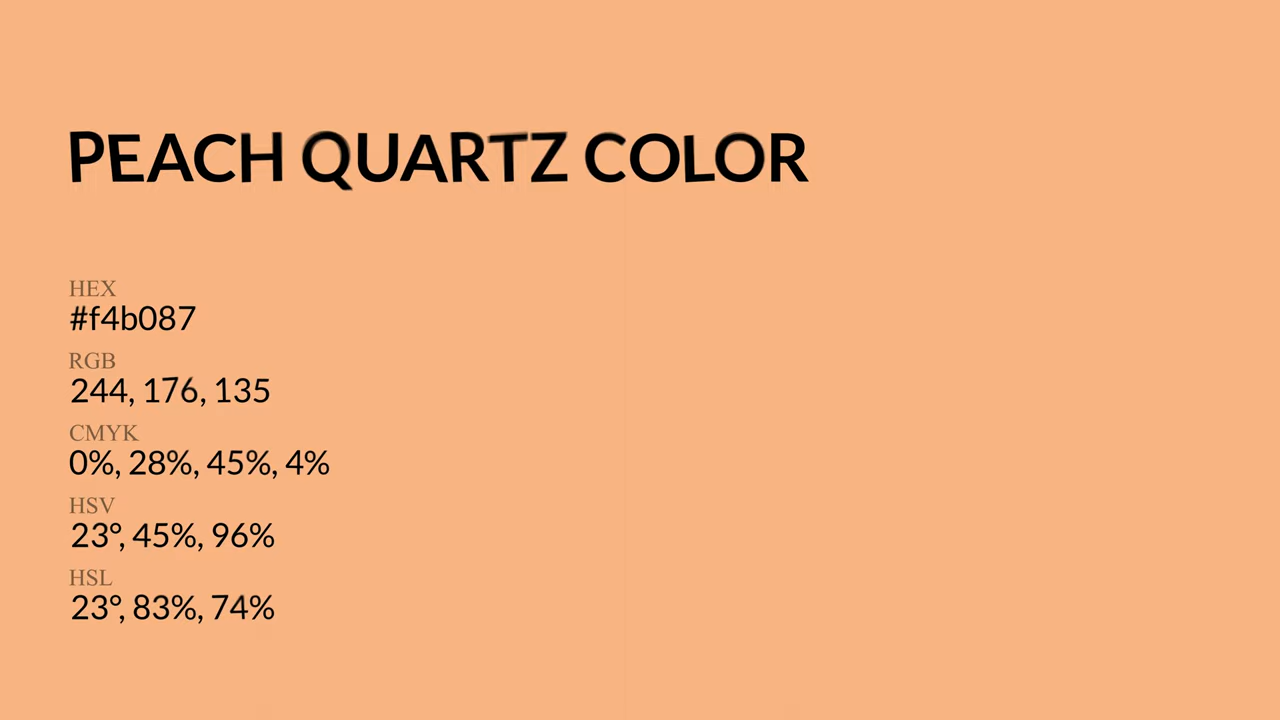 PEACH QUARTZ COLOR
HEX
#f4b087
RGB
244, 176, 135
CMYK
0%, 28%, 45%, 4%
HSV
23°, 45%, 96%
HSL
23°, 83%, 74%